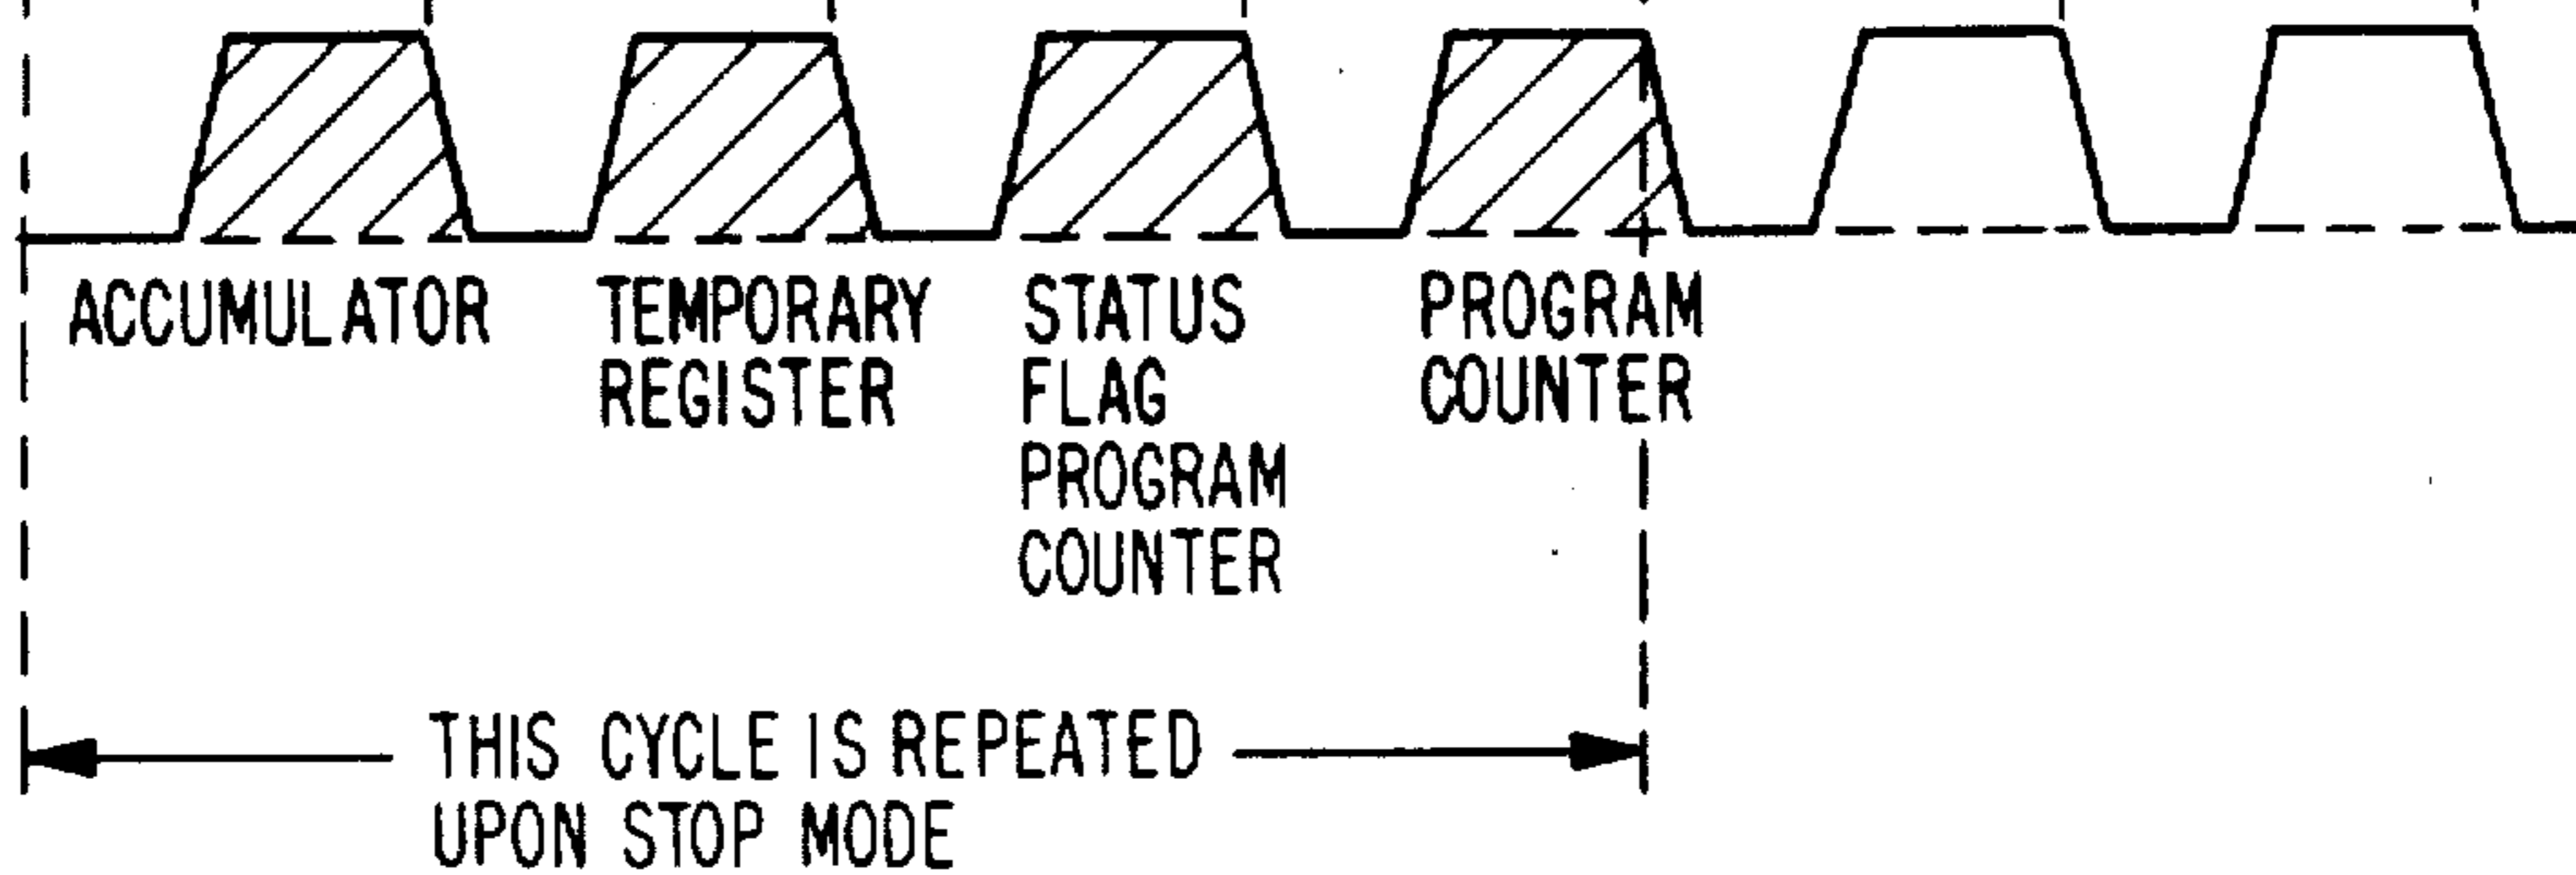 ACCUMULATOR
TEMPORARY
REGISTER
STATUS
FLAG
PROGRAM
COUNTER
PROGRAM
COUNTER
THIS CYCLE IS REPEATED
UPON STOP MODE